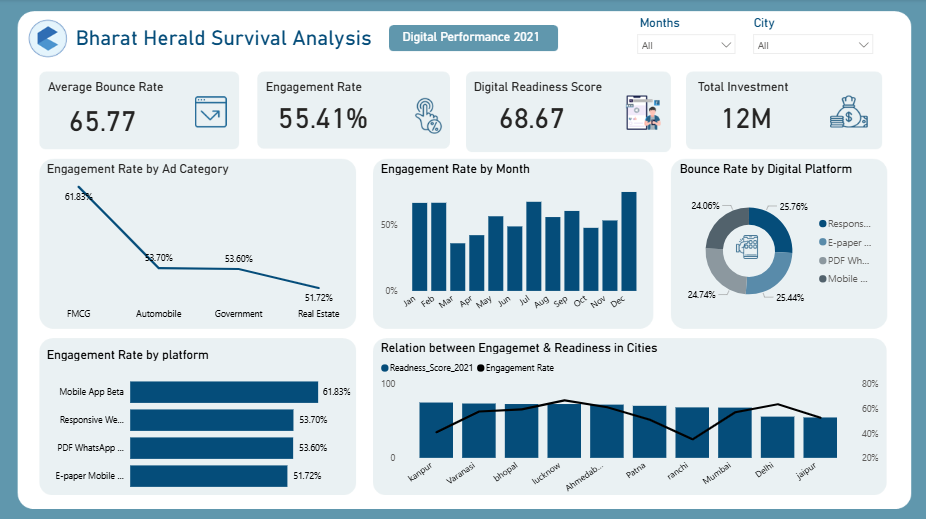 Bharat Herald Survival Analysis
Digital Performance 2021
Months
All
City
All
Average Bounce Rate
65.77
Engagement Rate
55.41%
Digital Readiness Score
68.67
Total Investment
12M
Engagement Rate by Ad Category
61.83%
53.70%
53.60%
51.72%
FMCG
Automobile
Government
Real Estate
Engagement Rate by Month
50%
0%
Jan
Feb
Mar
Apr
May
Jun
Jul
Aug
Sep
Oct
Nov
Dec
Bounce Rate by Digital Platform
24.06%
25.76%
24.74%
25.44%
Respons...
E-paper ...
PDF Wh...
Mobile ...
Engagement Rate by platform
Mobile App Beta
61.83%
Responsive We...
53.70%
PDF WhatsApp ...
53.60%
E-paper Mobile ...
51.72%
Relation between Engagemet & Readiness in Cities
Readness_Score_2021
Engagement Rate
100
0
80%
60%
40%
20%
kanpur
Varanasi
bhopal
lucknow
Ahmedab...
Patna
ranchi
Mumbai
Delhi
jaipur